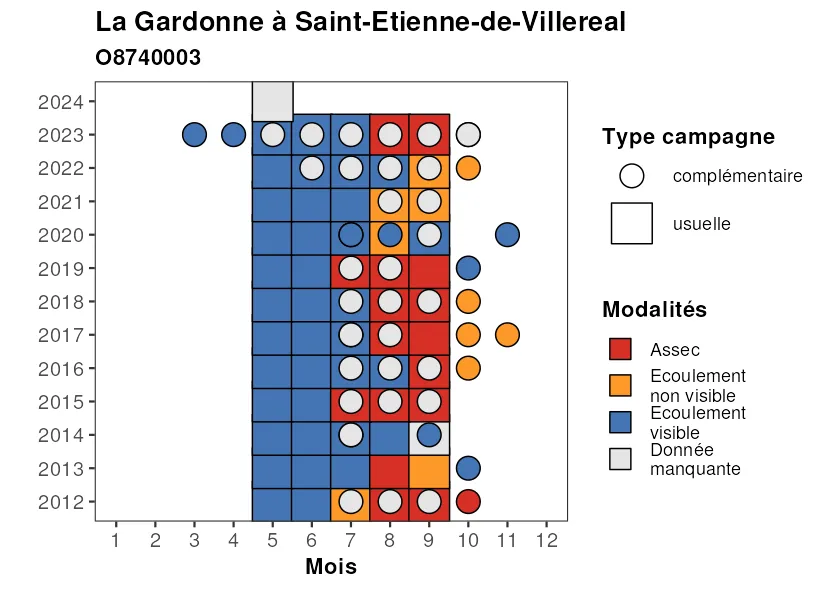 La Gardonne à Saint-Etienne-de-Villereal
O8740003
2024
2023
2022
2021
2020
2019
2018
2017
2016
2015
2014
2013
2012
1 2 3 4 5 6 7 8 9 10 11 12
Mois
Type campagne
complémentaire
usuelle
Modalités
Assec
Ecoulement
non visible
Ecoulement
visible
Donnée
manquante